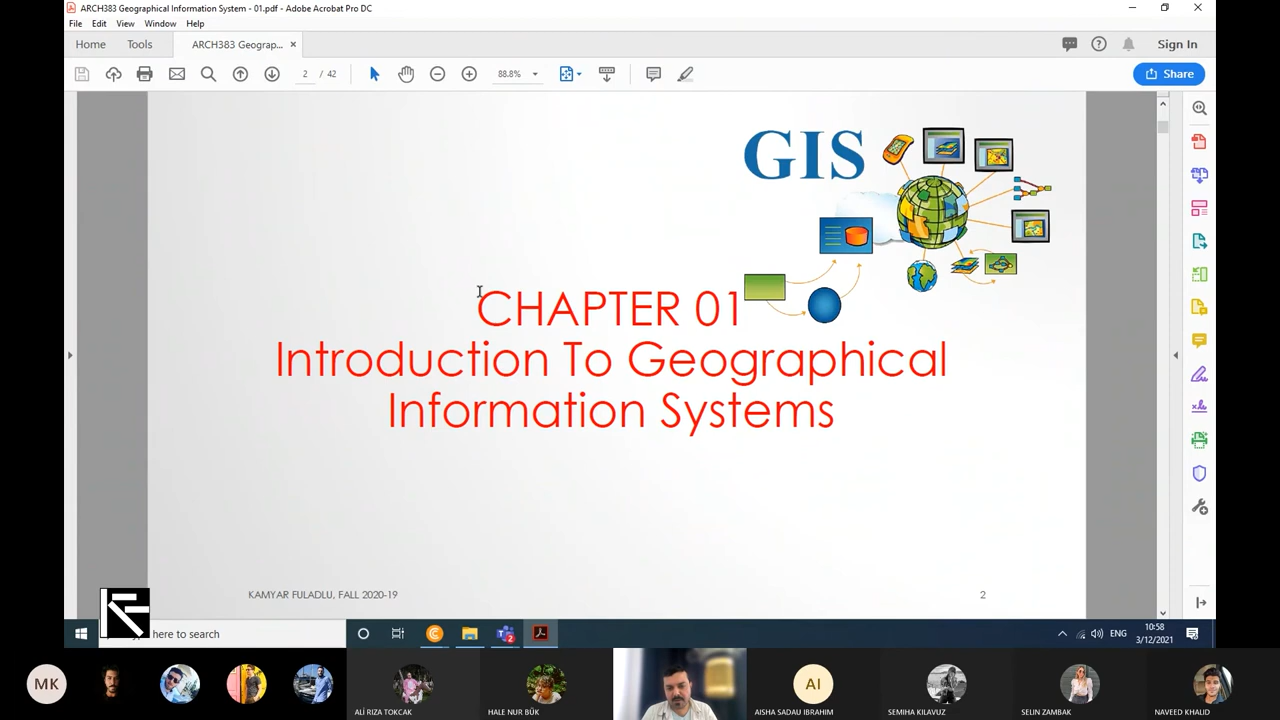 ARCH383 Geographical Information System - 01.pdf - Adobe Acrobat Pro DC
File Edit View Window Help
Home Tools ARCH383 Geograp... × Sign In
2 / 42 88.8% Share
GIS
CHAPTER 01
Introduction To Geographical
Information Systems
KAMYAR FULADLU, FALL 2020-19 2
here to search ENG 10:58
3/12/2021
MK AI
ALİ RIZA TOKCAK HALE NUR BÜK AISHA SADAU IBRAHIM SEMIHA KILAVUZ SELIN ZAMBAK NAVEED KHALID